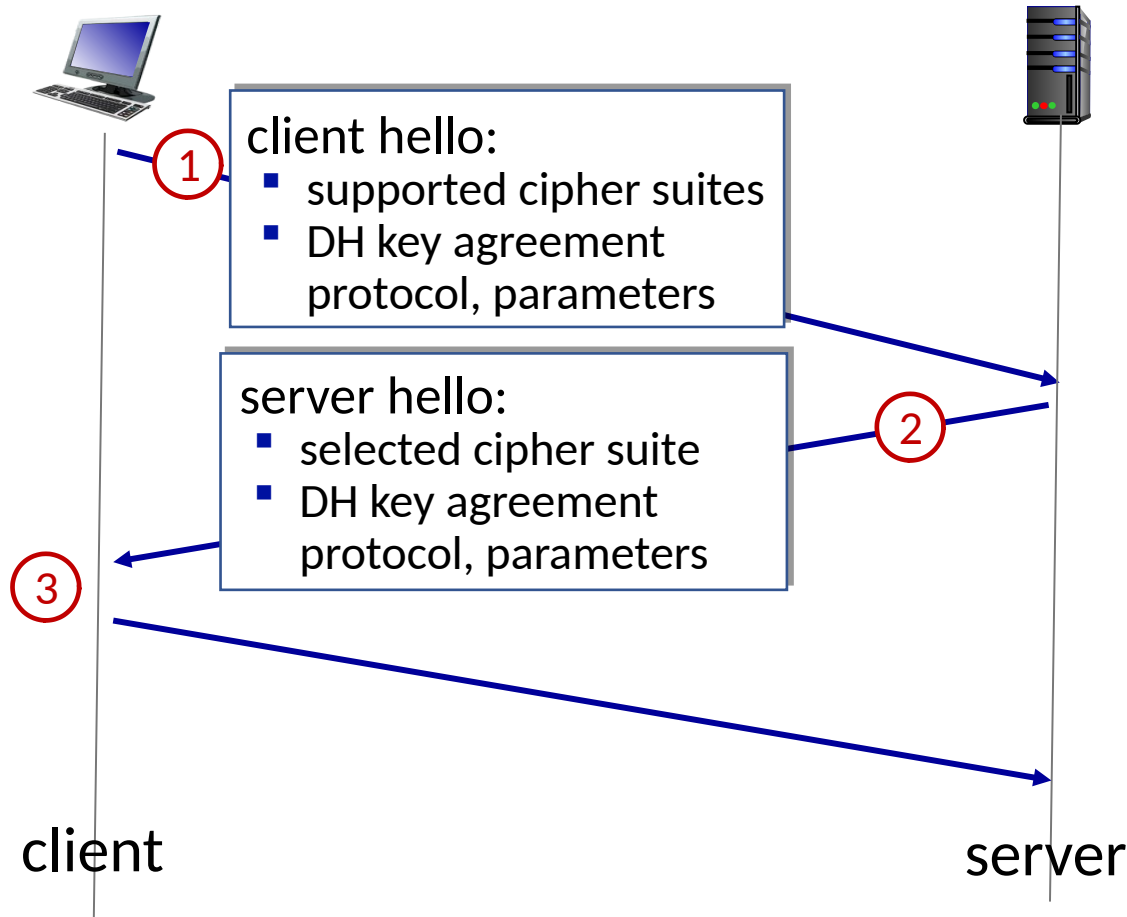 1
client hello:
supported cipher suites
DH key agreement
protocol, parameters
server hello:
selected cipher suite
DH key agreement
protocol, parameters
2
3
client
server